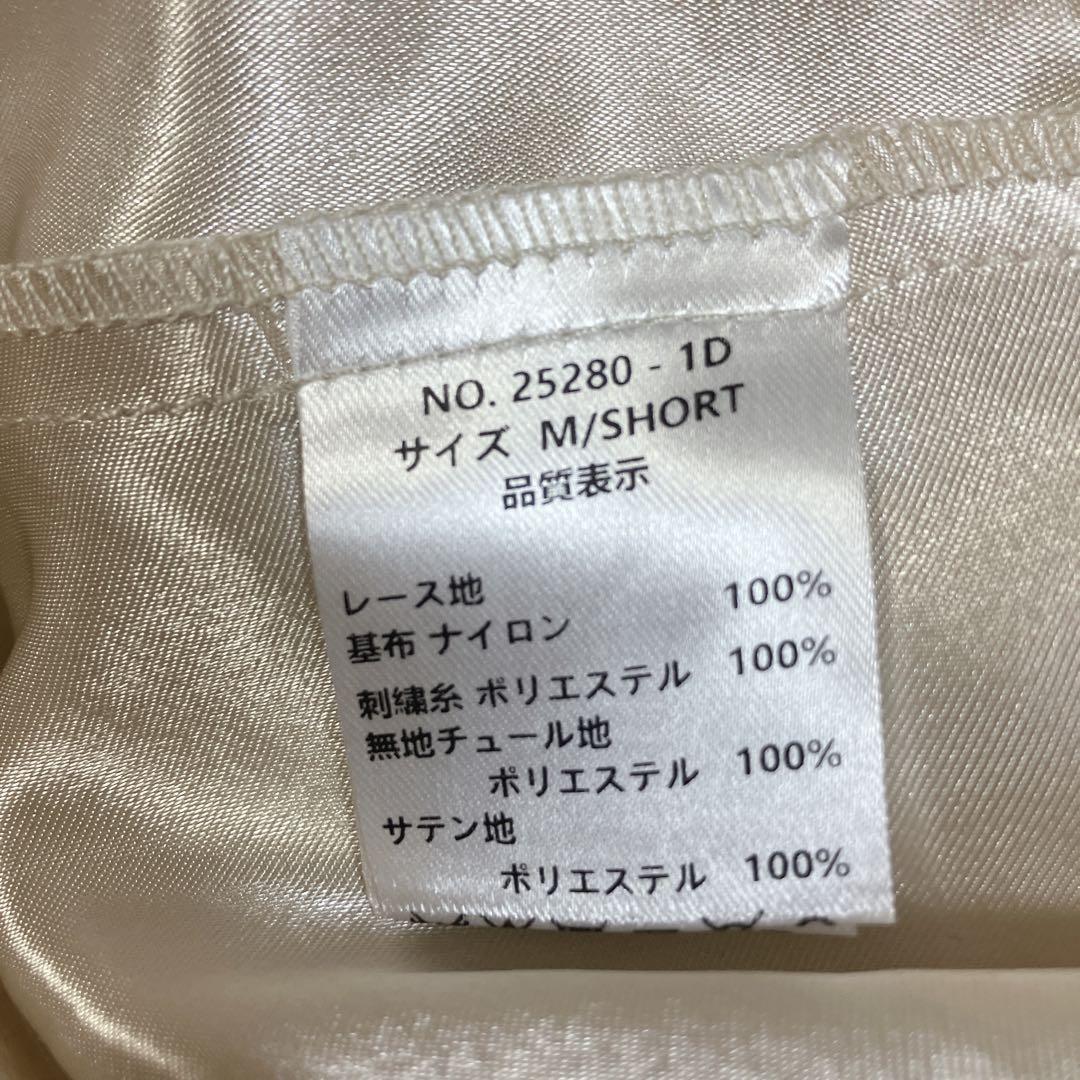 NO. 25280 - 1D
サイズ M/SHORT
品質表示
レース地
基布 ナイロン 100%
刺繍糸 ポリエステル 100%
無地チュール地
ポリエステル 100%
サテン地
ポリエステル 100%